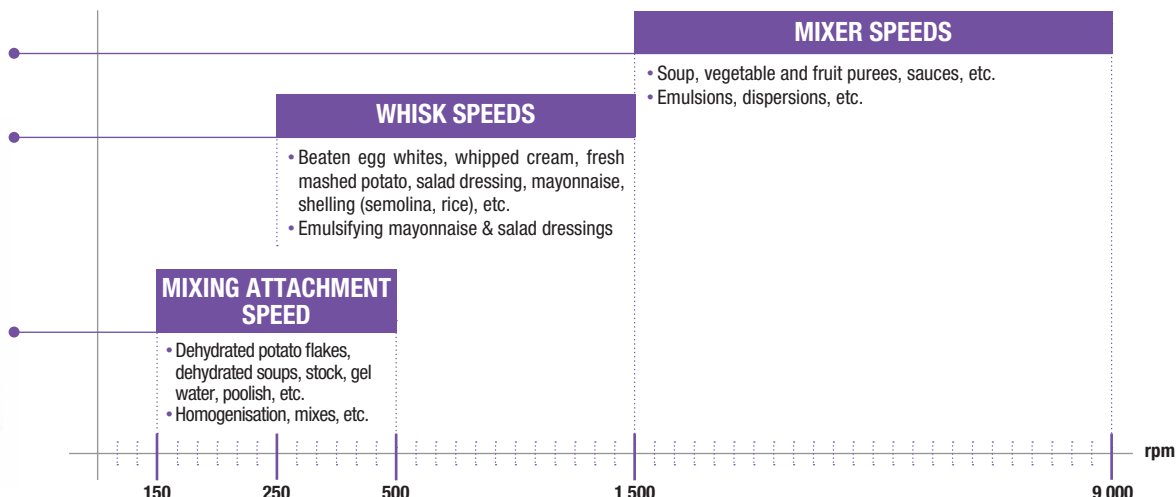 MIXER SPEEDS
• Soup, vegetable and fruit purees, sauces, etc.
• Emulsions, dispersions, etc.
WHISK SPEEDS
• Beaten egg whites, whipped cream, fresh
mashed potato, salad dressing, mayonnaise,
shelling (semolina, rice), etc.
• Emulsifying mayonnaise & salad dressings
MIXING ATTACHMENT
SPEED
• Dehydrated potato flakes,
dehydrated soups, stock, gel
water, poolish, etc.
• Homogenisation, mixes, etc.
rpm
150 250 500 1 500 9 000